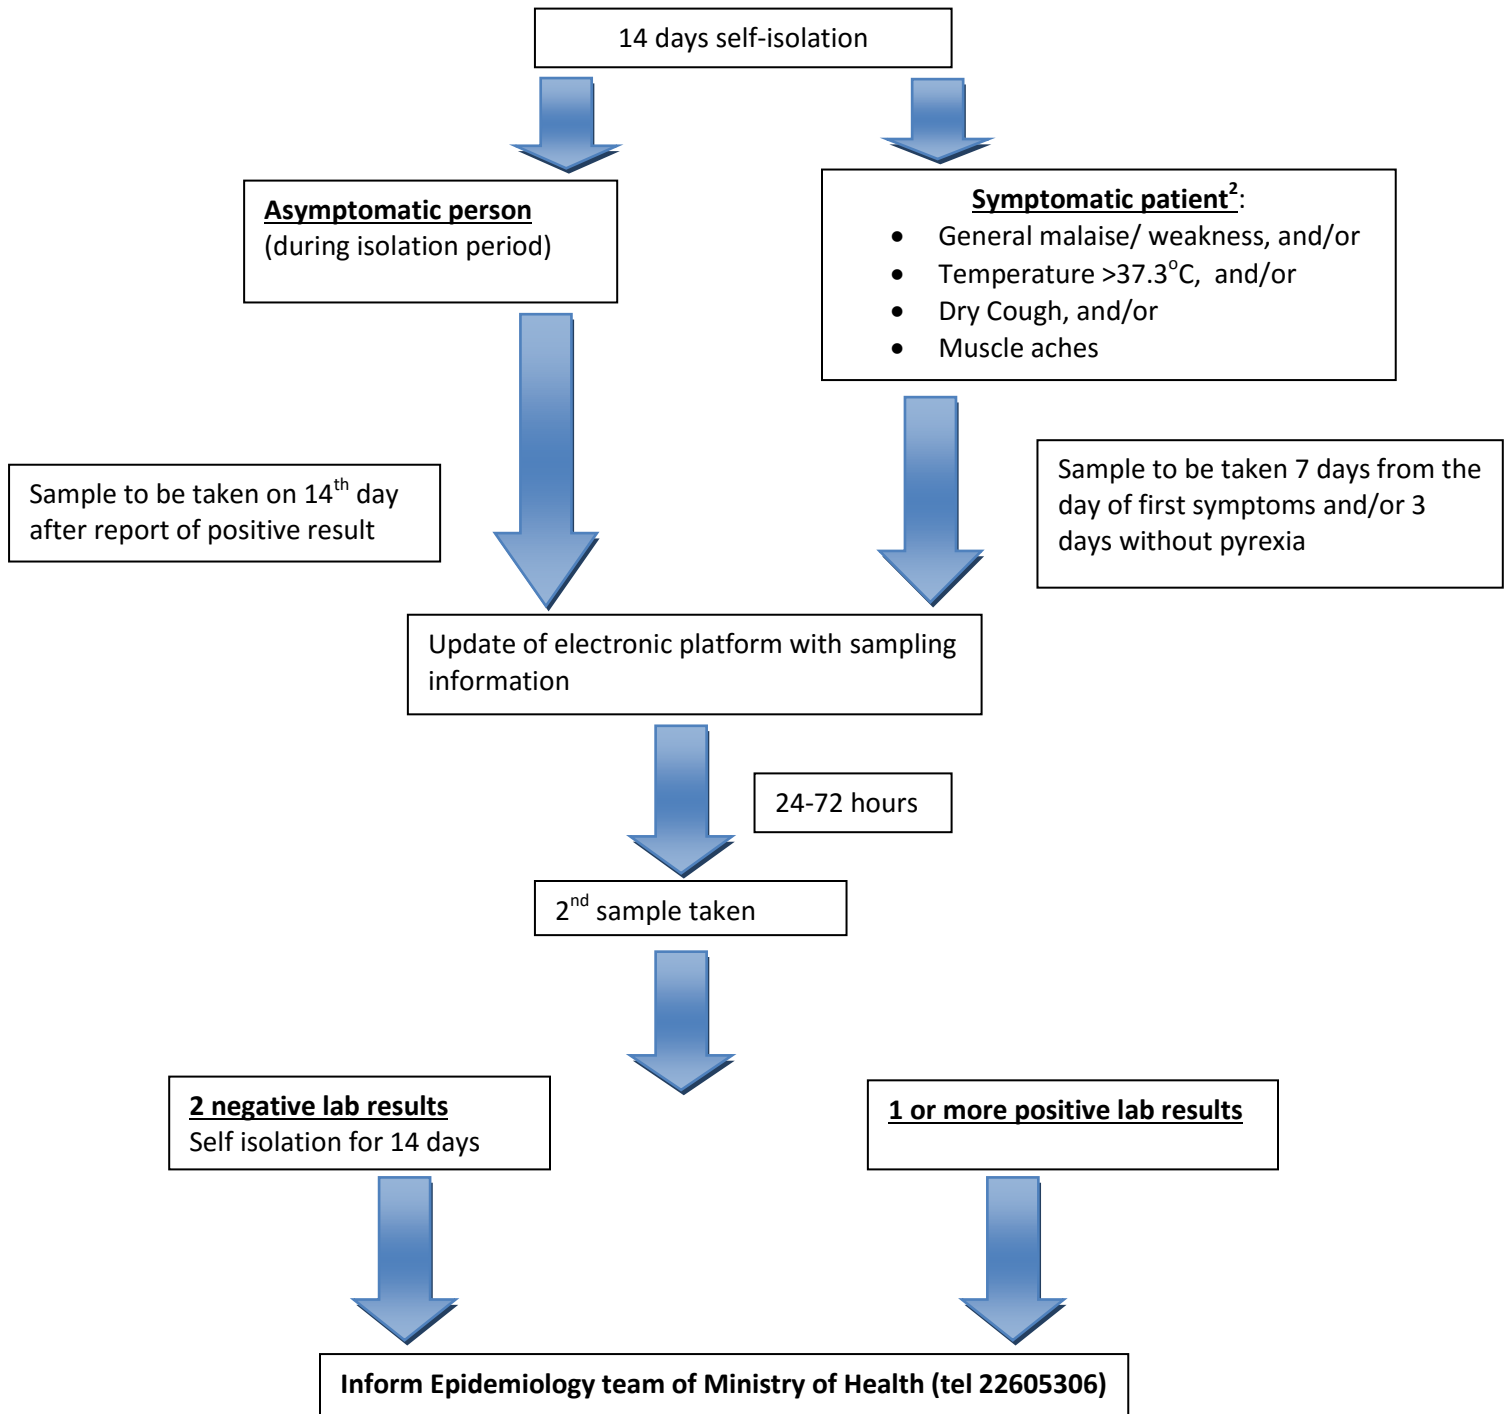 14 days self-isolation
Asymptomatic person
(during isolation period)
Symptomatic patient²:
• General malaise/ weakness, and/or
• Temperature >37.3°C, and/or
• Dry Cough, and/or
• Muscle aches
Sample to be taken on 14th day
after report of positive result
Sample to be taken 7 days from the
day of first symptoms and/or 3
days without pyrexia
Update of electronic platform with sampling
information
24-72 hours
2nd sample taken
2 negative lab results
Self isolation for 14 days
1 or more positive lab results
Inform Epidemiology team of Ministry of Health (tel 22605306)